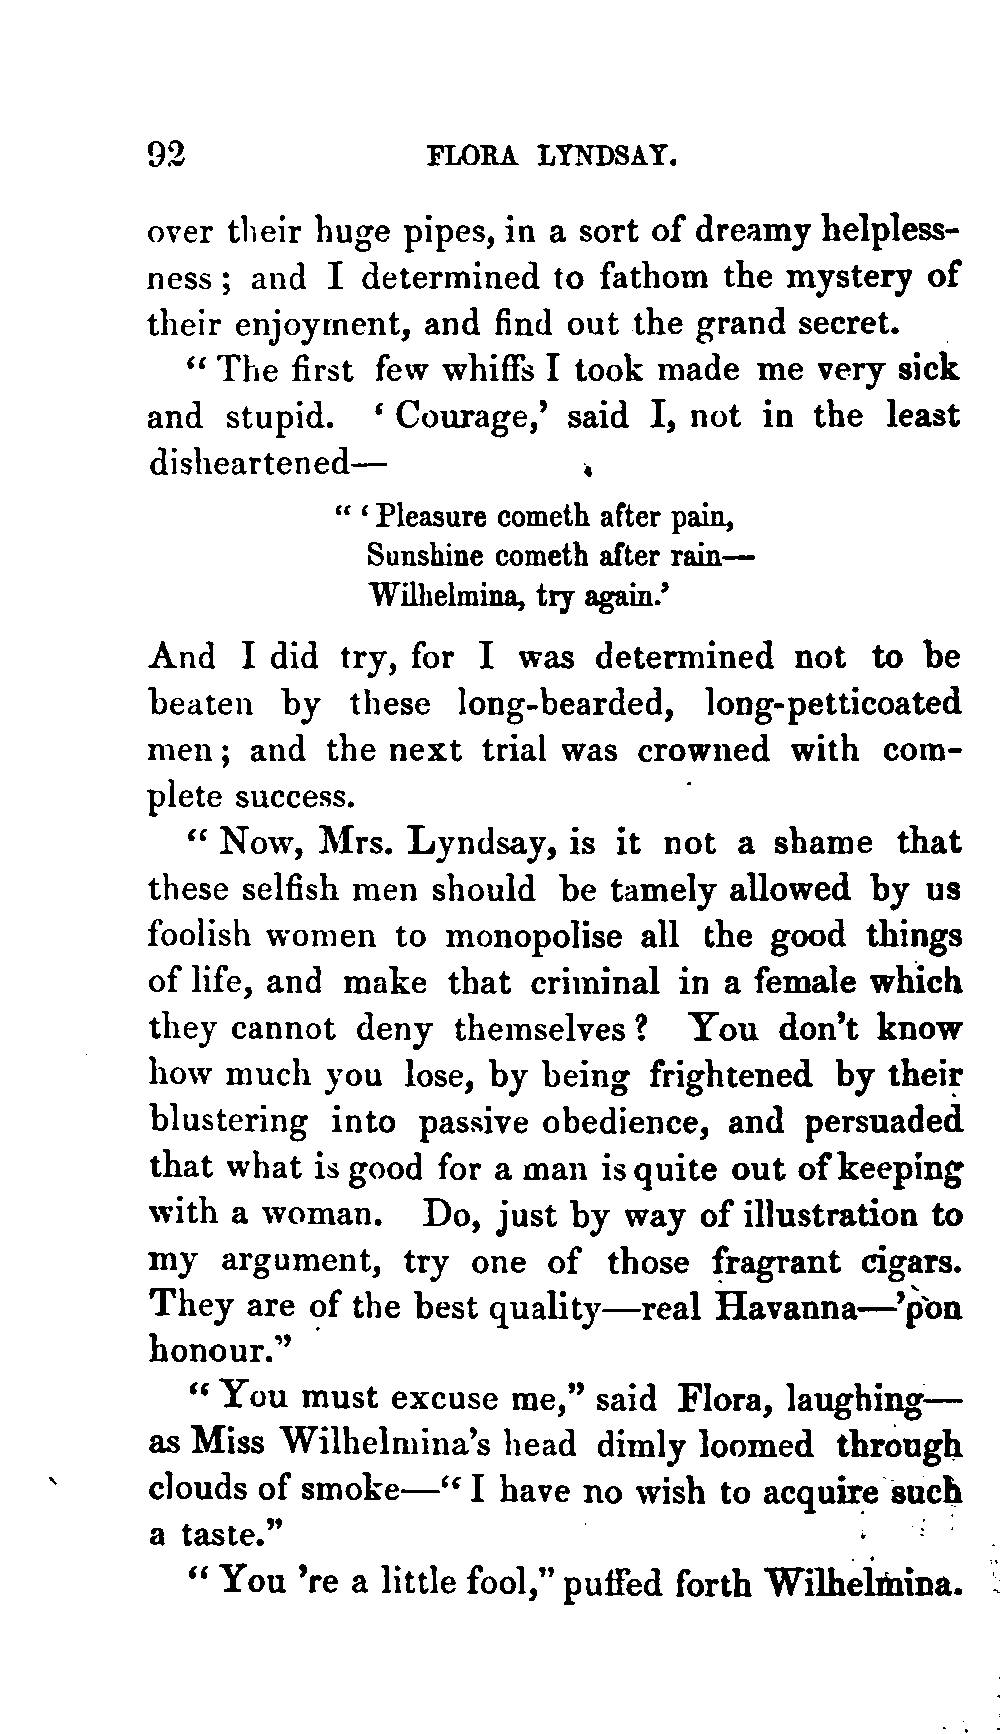 92 FLORA LYNDSAY.
over their huge pipes, in a sort of dreamy helpless-
ness ; and I determined to fathom the mystery of
their enjoyment, and find out the grand secret.
“ The first few whiffs I took made me very sick
and stupid. ‘ Courage,’ said I, not in the least
disheartened—
“ ‘ Pleasure cometh after pain,
Sunshine cometh after rain—
Wilhelmina, try again.’
And I did try, for I was determined not to be
beaten by these long-bearded, long-petticoated
men ; and the next trial was crowned with com-
plete success.
“ Now, Mrs. Lyndsay, is it not a shame that
these selfish men should be tamely allowed by us
foolish women to monopolise all the good things
of life, and make that criminal in a female which
they cannot deny themselves ? You don’t know
how much you lose, by being frightened by their
blustering into passive obedience, and persuaded
that what is good for a man is quite out of keeping
with a woman. Do, just by way of illustration to
my argument, try one of those fragrant cigars.
They are of the best quality—real Havanna—’pon
honour.”
“ You must excuse me,” said Flora, laughing—
as Miss Wilhelmina’s head dimly loomed through
clouds of smoke—“ I have no wish to acquire such
a taste.”
“ You ’re a little fool,” puffed forth Wilhelmina.